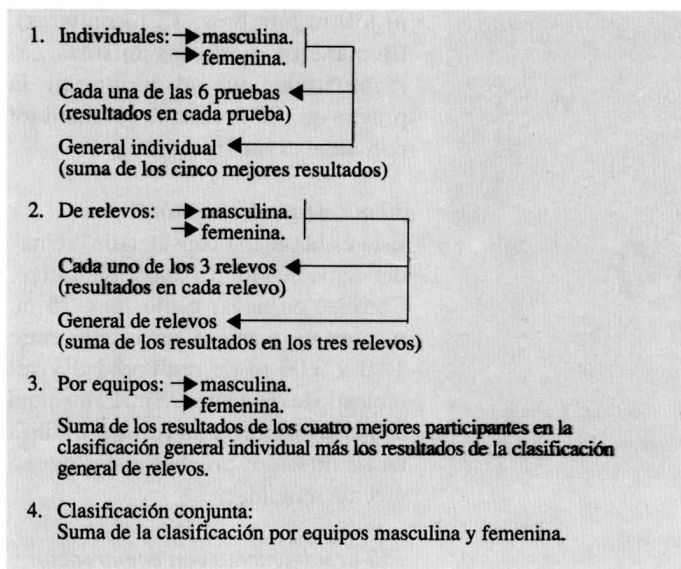 1. Individuales: masculina.
femenina.
Cada una de las 6 pruebas
(resultados en cada prueba)
General individual
(suma de los cinco mejores resultados)
2. De relevos: masculina.
femenina.
Cada uno de los 3 relevos
(resultados en cada relevo)
General de relevos
(suma de los resultados en los tres relevos)
3. Por equipos: masculina.
femenina.
Suma de los resultados de los cuatro mejores participantes en la
clasificación general individual más los resultados de la clasificación
general de relevos.
4. Clasificación conjunta:
Suma de la clasificación por equipos masculina y femenina.